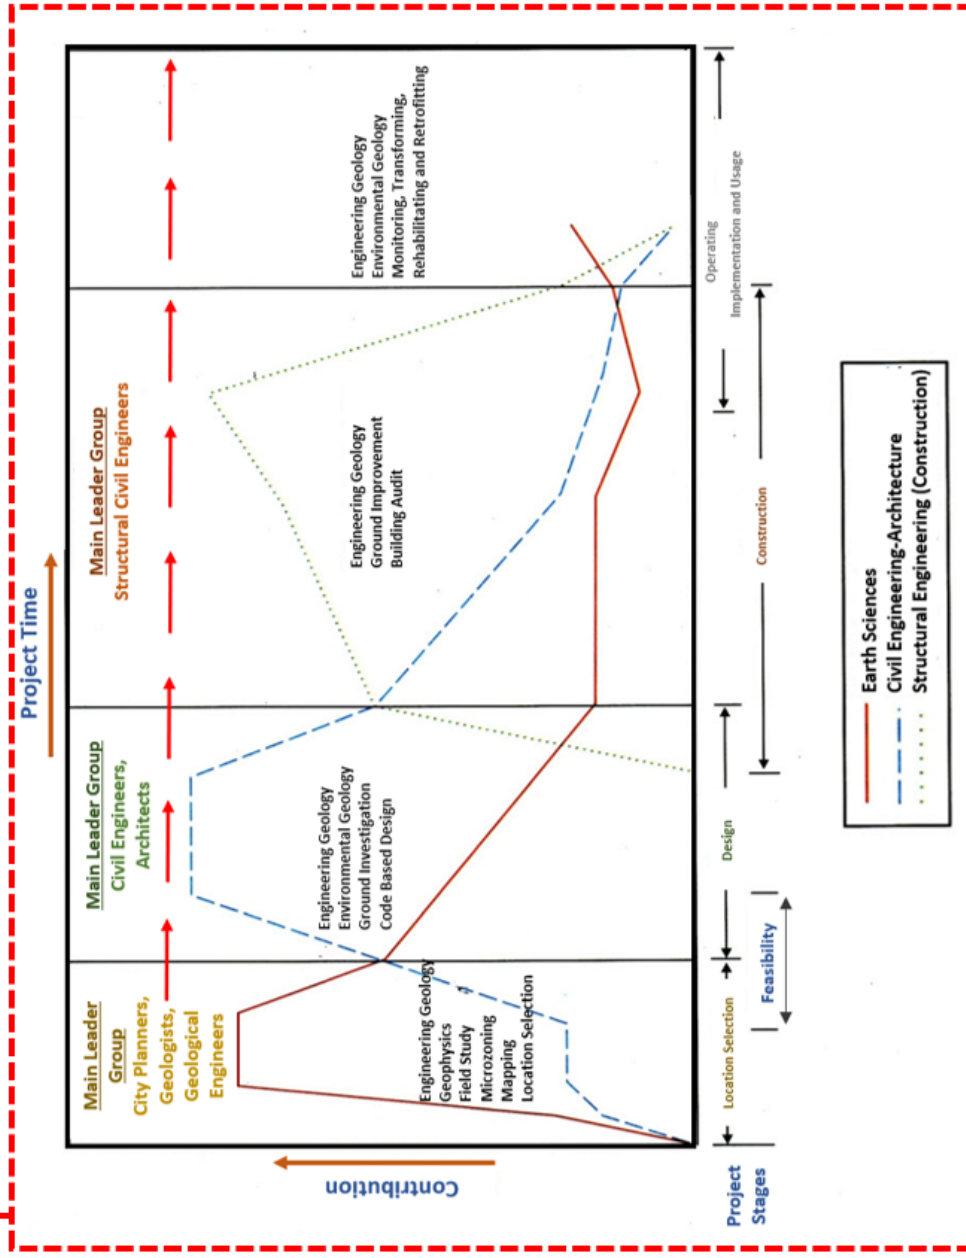 Project Time
Main Leader
Group
City Planners,
Geologists,
Geological
Engineers
Main Leader Group
Civil Engineers,
Architects
Main Leader Group
Structural Civil Engineers
Contribution
Engineering Geology
Geophysics
Field Study
Microzoning
Mapping
Location Selection
Engineering Geology
Environmental Geology
Ground Investigation
Code Based Design
Engineering Geology
Ground Improvement
Building Audit
Engineering Geology
Environmental Geology
Monitoring, Transforming,
Rehabilitating and Retrofitting
Project
Stages
Location Selection
Feasibility
Design
Construction
Operating
Implementation and Usage
Earth Sciences
Civil Engineering-Architecture
Structural Engineering (Construction)